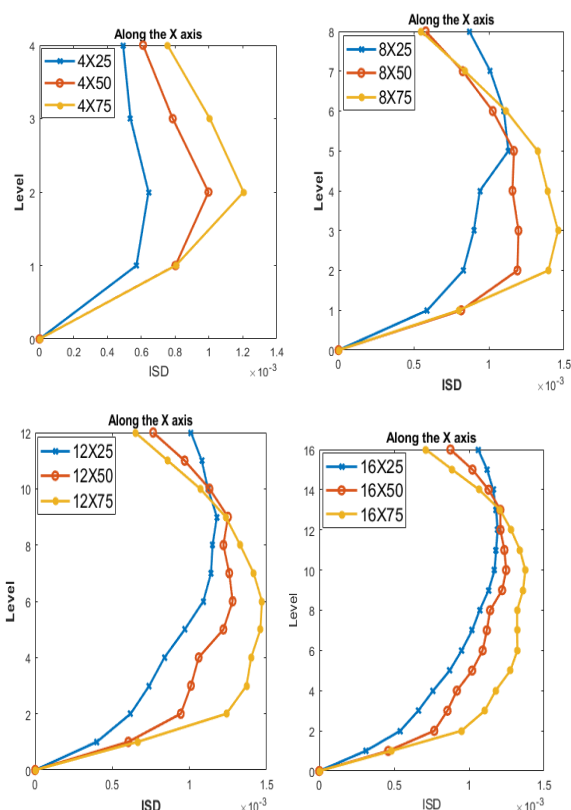 Along the X axis
4
3
2
1
0
Level
4X25
4X50
4X75
0 0.2 0.4 0.6 0.8 1 1.2 1.4
ISD
×10⁻³
Along the X axis
8
7
6
5
4
3
2
1
0
Level
8X25
8X50
8X75
0 0.5 1 1.5
ISD
×10⁻³
Along the X axis
12
10
8
6
4
2
0
Level
12X25
12X50
12X75
0 0.5 1 1.5
ISD
×10⁻³
Along the X axis
16
14
12
10
8
6
4
2
0
Level
16X25
16X50
16X75
0 0.5 1 1.5
ISD
×10⁻³